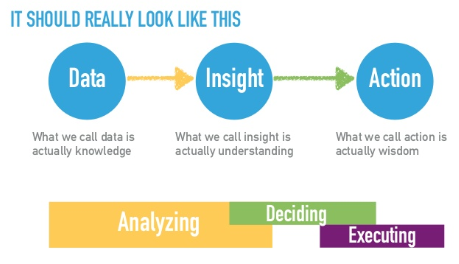 IT SHOULD REALLY LOOK LIKE THIS
Data
Insight
Action
What we call data is
actually knowledge
What we call insight is
actually understanding
What we call action is
actually wisdom
Analyzing
Deciding
Executing